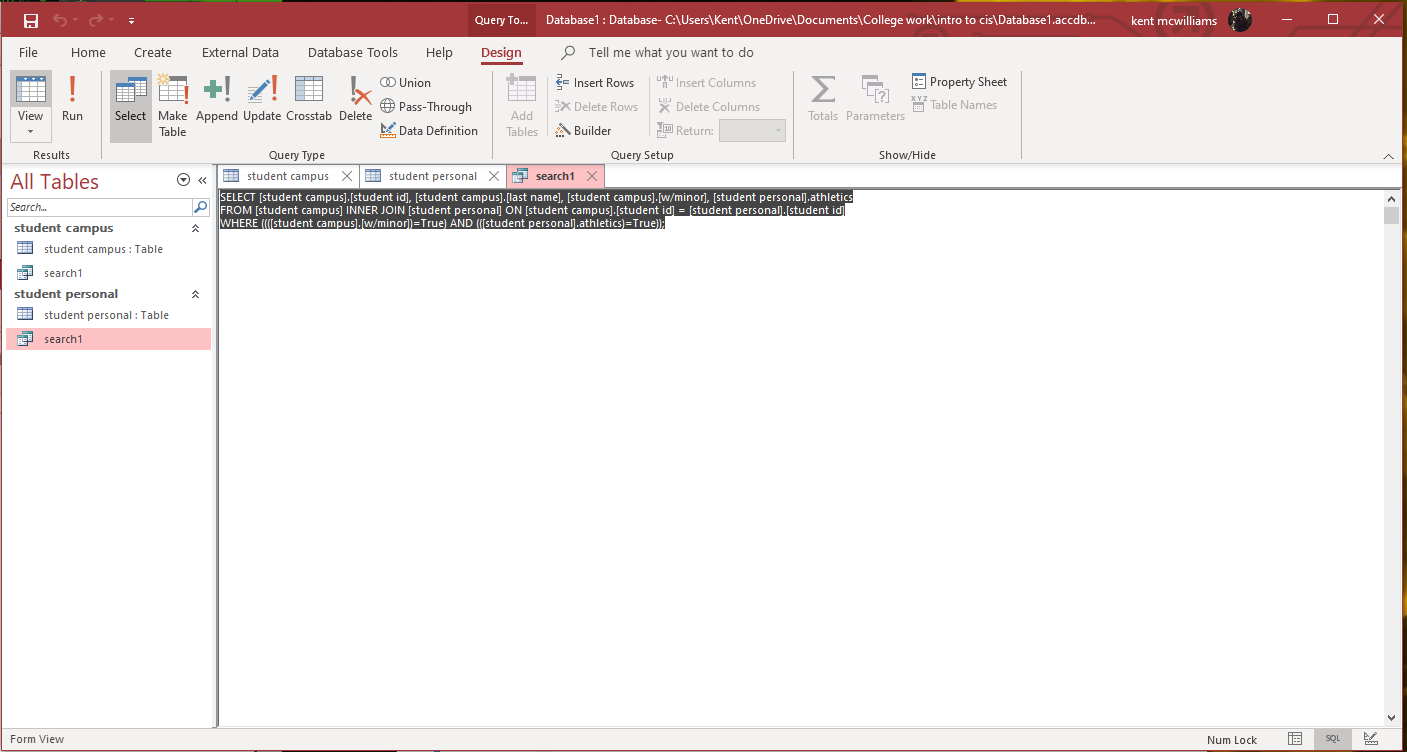 Query To...
Database1 : Database- C:\Users\Kent\OneDrive\Documents\College work\intro to cis\Database1.accdb...
kent mcwilliams
File Home Create External Data Database Tools Help Design Tell me what you want to do
View
Run
Results
Select
Make Table
Append
Update
Crosstab
Delete
Union
Pass-Through
Data Definition
Query Type
Add Tables
Insert Rows
Delete Rows
Builder
Insert Columns
Delete Columns
Return:
Query Setup
Totals
Parameters
Property Sheet
XYZ Table Names
Show/Hide
All Tables
Search...
student campus
student campus : Table
search1
student personal
student personal : Table
search1
student campus
student personal
search1
SELECT [student campus].[student id], [student campus].[last name], [student campus].[w/minor], [student personal].athletics
FROM [student campus] INNER JOIN [student personal] ON [student campus].[student id] = [student personal].[student id]
WHERE ((([student campus].[w/minor])=True) AND (([student personal].athletics)=True));
Form View
Num Lock
SQL